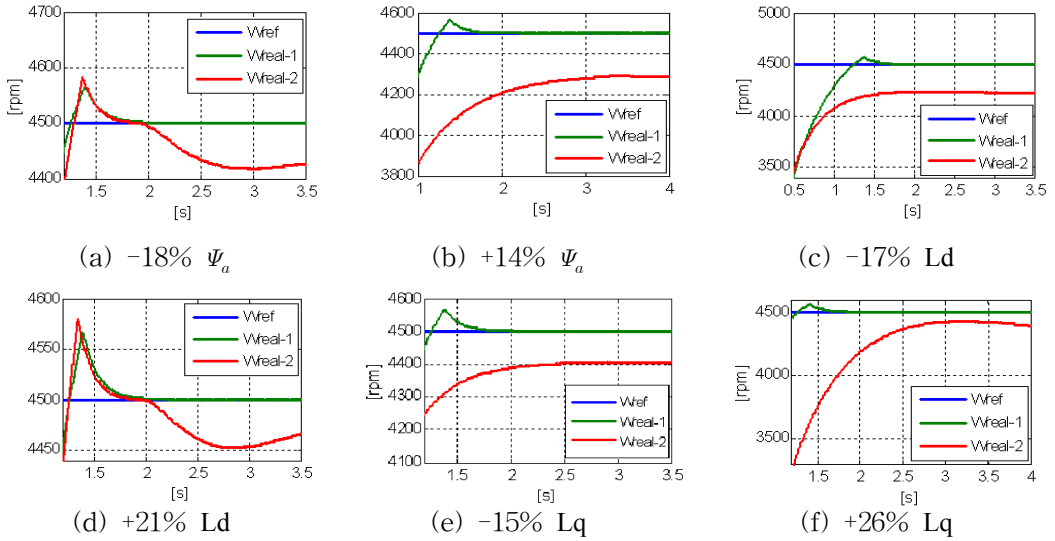 4700
4600
4500
4400
[rpm]
Wref
Wreal-1
Wreal-2
1.5 2 2.5 3 3.5
[s]
(a) -18% Ψa
4600
4400
4200
4000
3800
[rpm]
Wref
Wreal-1
Wreal-2
1 2 3 4
[s]
(b) +14% Ψa
5000
4500
4000
3500
[rpm]
Wref
Wreal-1
Wreal-2
0.5 1 1.5 2 2.5 3 3.5
[s]
(c) -17% Ld
4600
4550
4500
4450
[rpm]
Wref
Wreal-1
Wreal-2
1.5 2 2.5 3 3.5
[s]
(d) +21% Ld
4600
4500
4400
4300
4200
4100
[rpm]
Wref
Wreal-1
Wreal-2
1.5 2 2.5 3 3.5
[s]
(e) -15% Lq
4500
4000
3500
[rpm]
Wref
Wreal-1
Wreal-2
1.5 2 2.5 3 3.5 4
[s]
(f) +26% Lq